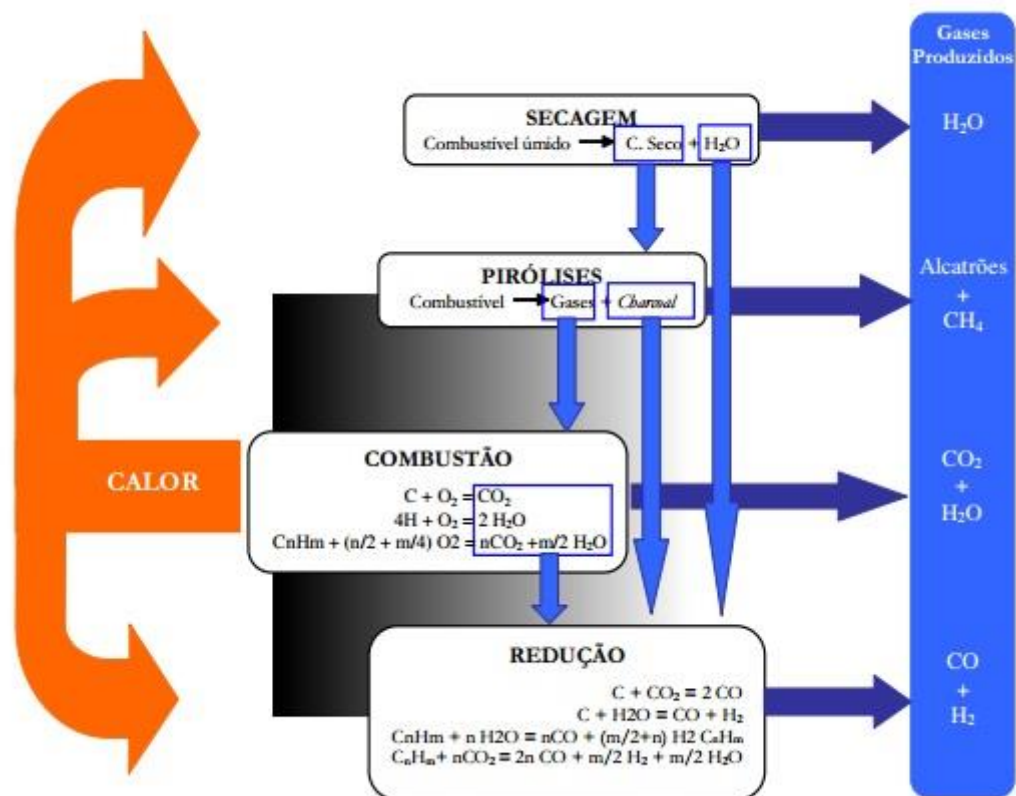 Gases
Produzidos
SECAGEM
Combustível úmido C. Seco + H₂O
H₂O
PIRÓLISES
Combustível Gases + Charoal
Alcatrões
+
CH₄
CALOR
COMBUSTÃO
C + O₂ = CO₂
4H + O₂ = 2 H₂O
CnHm + (n/2 + m/4) O2 = nCO₂ +m/2 H₂O
CO₂
+
H₂O
REDUÇÃO
C + CO₂ = 2 CO
C + H2O = CO + H₂
CnHm + n H2O = nCO + (m/2+n) H2 CₙHₘ
CₙHₘ + nCO₂ = 2n CO + m/2 H₂ + m/2 H₂O
CO
+
H₂